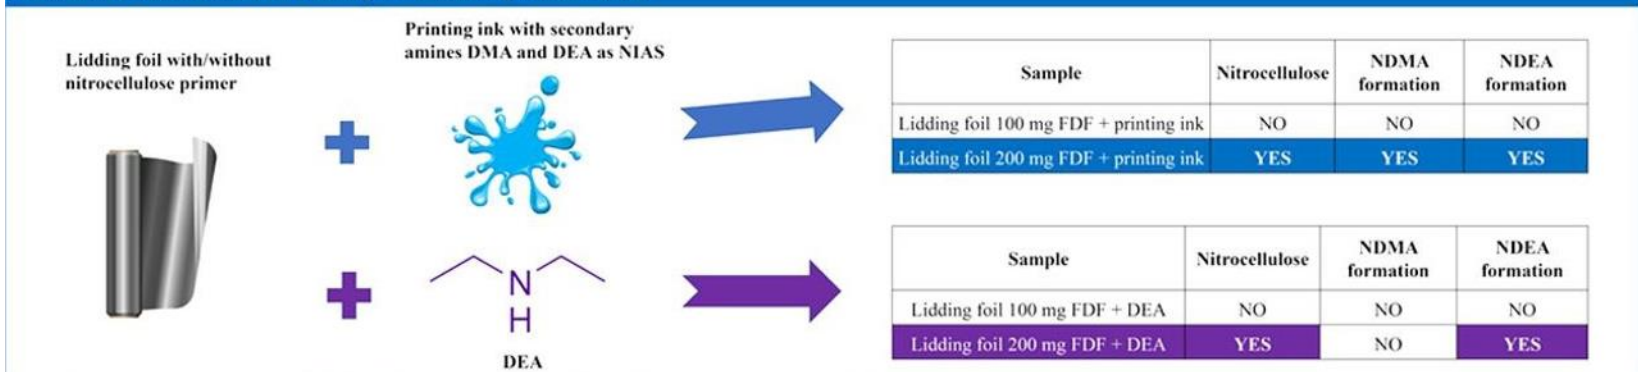 Lidding foil with/without
nitrocellulose primer
Printing ink with secondary
amines DMA and DEA as NIAS
Sample Nitrocellulose NDMA formation NDEA formation
Lidding foil 100 mg FDF + printing ink NO NO NO
Lidding foil 200 mg FDF + printing ink YES YES YES
N
H
DEA
Sample Nitrocellulose NDMA formation NDEA formation
Lidding foil 100 mg FDF + DEA NO NO NO
Lidding foil 200 mg FDF + DEA YES NO YES